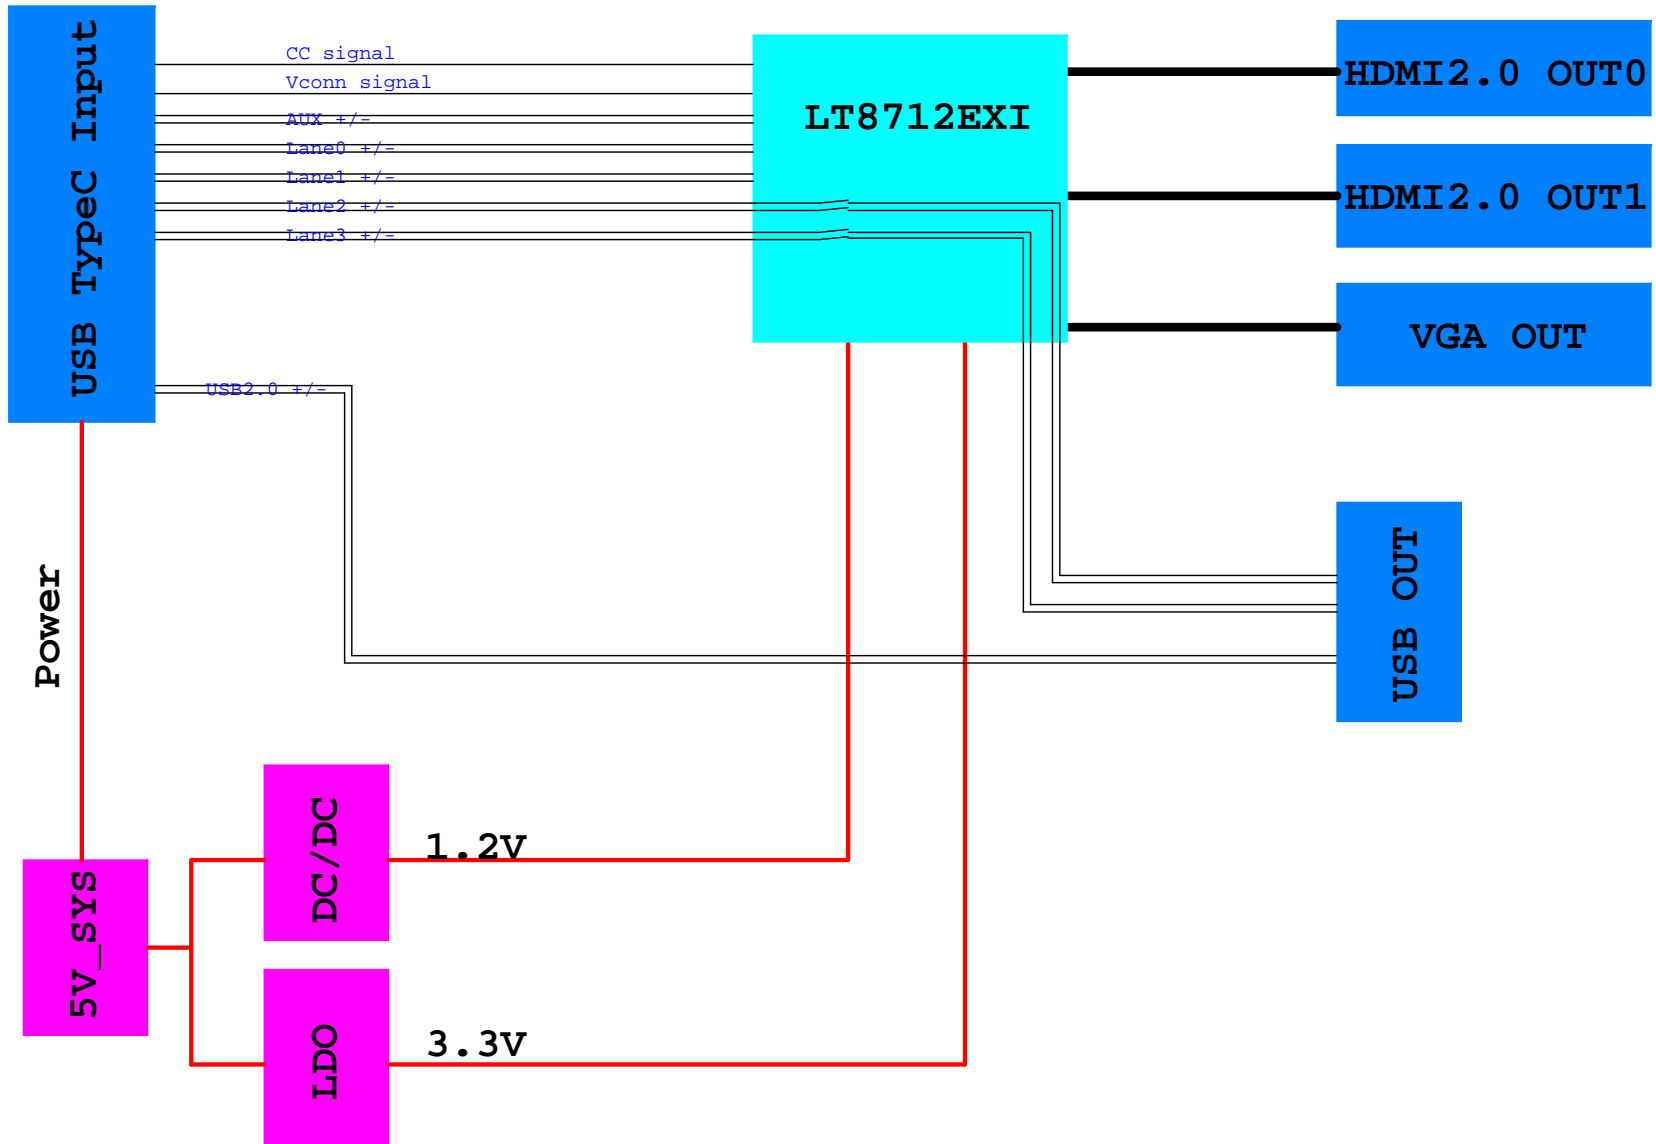 USB TypeC Input
CC signal
Vconn signal
AUX +/-
Lane0 +/-
Lane1 +/-
Lane2 +/-
Lane3 +/-
USB2.0 +/-
LT8712EXI
HDMI2.0 OUT0
HDMI2.0 OUT1
VGA OUT
USB OUT
Power
5V_SYS
DC/DC
1.2V
LDO
3.3V